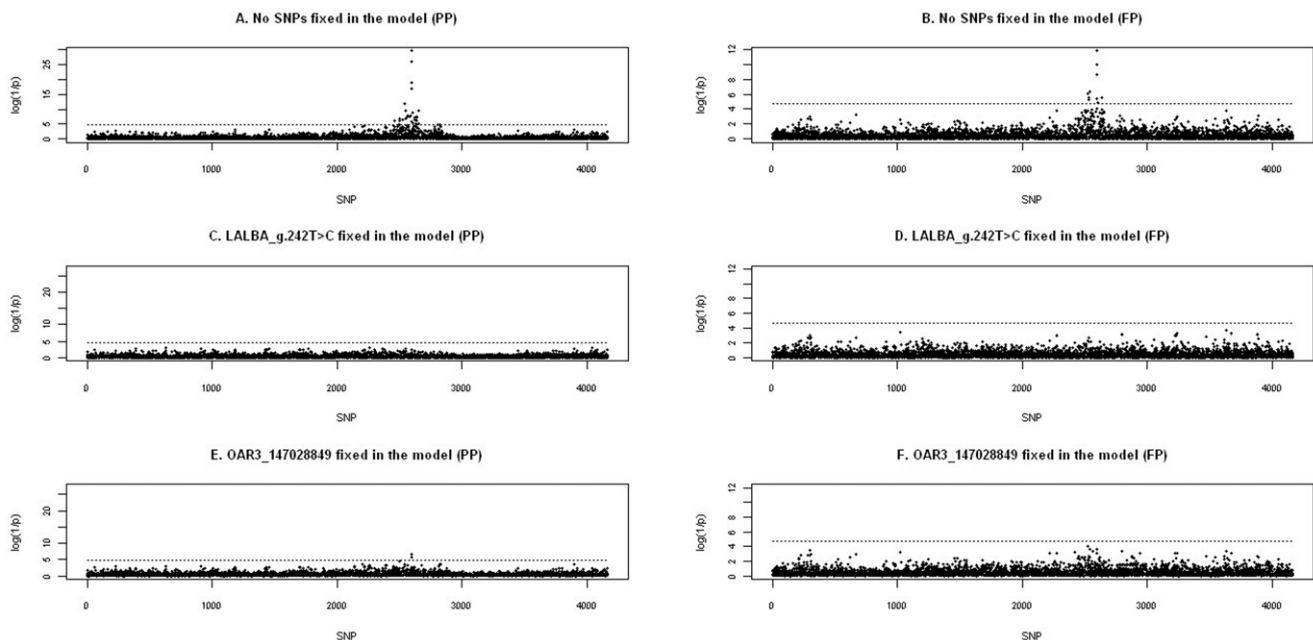 A. No SNPs fixed in the model (PP)
log(1/p)
25
15
5
0
0 1000 2000 3000 4000
SNP
B. No SNPs fixed in the model (FP)
log(1/p)
12
8
6
4
2
0
0 1000 2000 3000 4000
SNP
C. LALBA_g.242T>C fixed in the model (PP)
log(1/p)
20
10
5
0
0 1000 2000 3000 4000
SNP
D. LALBA_g.242T>C fixed in the model (FP)
log(1/p)
12
8
6
4
2
0
0 1000 2000 3000 4000
SNP
E. OAR3_147028849 fixed in the model (PP)
log(1/p)
20
10
5
0
0 1000 2000 3000 4000
SNP
F. OAR3_147028849 fixed in the model (FP)
log(1/p)
12
8
6
4
2
0
0 1000 2000 3000 4000
SNP